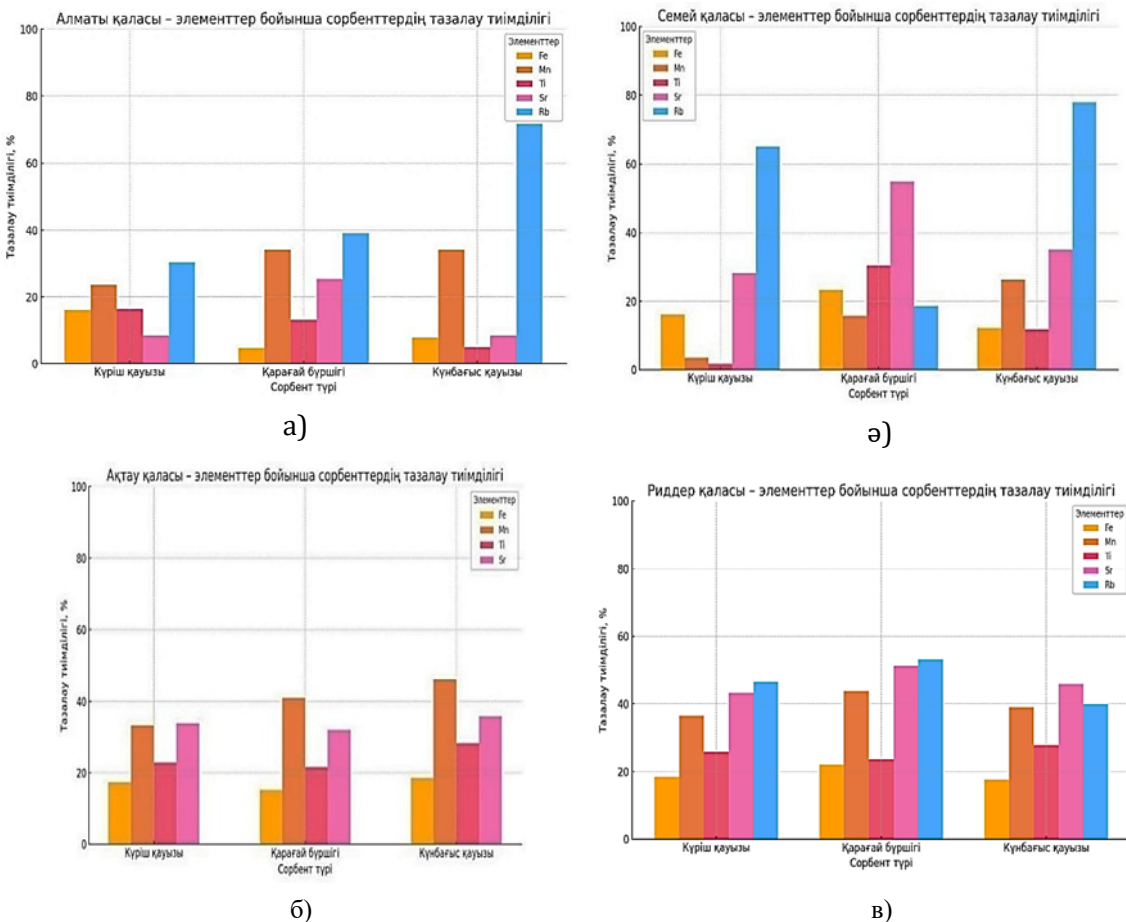 Алматы қаласы – элементтер бойынша сорбенттердің тазалау тиімділігі
Тазалау тиімділігі, %
100
80
60
40
20
0
Элементтер
Fe
Mn
Ti
Sr
Rb
Күріш қауызы
Қарағай бүршігі
Күнбағыс қауызы
Сорбент түрі
а)
Семей қаласы – элементтер бойынша сорбенттердің тазалау тиімділігі
Тазалау тиімділігі, %
100
80
60
40
20
0
Элементтер
Fe
Mn
Ti
Sr
Rb
Күріш қауызы
Қарағай бүршігі
Күнбағыс қауызы
Сорбент түрі
ә)
Ақтау қаласы – элементтер бойынша сорбенттердің тазалау тиімділігі
Тазалау тиімділігі, %
100
80
60
40
20
0
Элементтер
Fe
Mn
Ti
Sr
Күріш қауызы
Қарағай бүршігі
Күнбағыс қауызы
Сорбент түрі
б)
Риддер қаласы – элементтер бойынша сорбенттердің тазалау тиімділігі
Тазалау тиімділігі, %
100
80
60
40
20
0
Элементтер
Fe
Mn
Ti
Sr
Rb
Күріш қауызы
Қарағай бүршігі
Күнбағыс қауызы
Сорбент түрі
в)